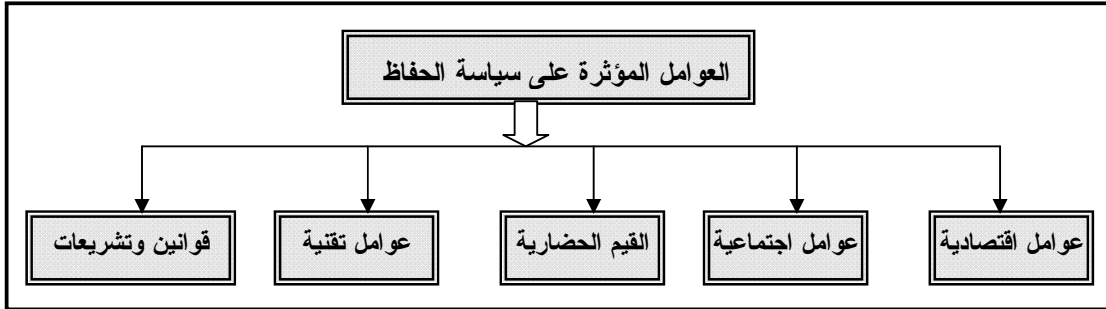 العوامل المؤثرة على سياسة الحفاظ
عوامل اقتصادية
عوامل اجتماعية
القيم الحضارية
عوامل تقنية
قوانين وتشريعات